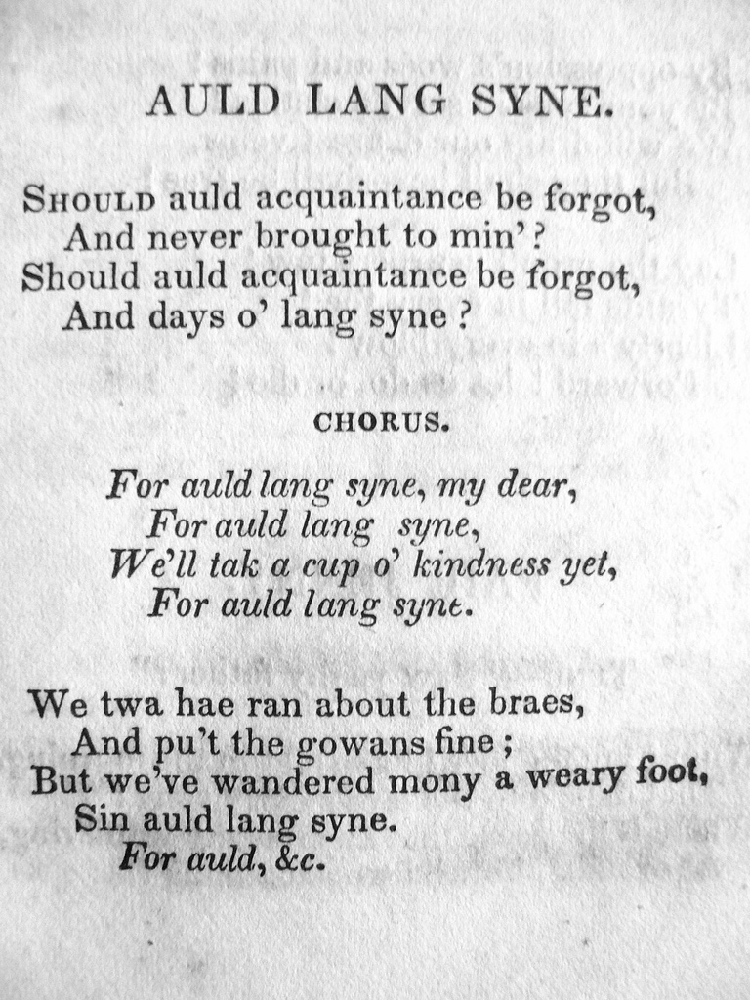 AULD LANG SYNE.
SHOULD auld acquaintance be forgot,
And never brought to min'?
Should auld acquaintance be forgot,
And days o' lang syne?
CHORUS.
For auld lang syne, my dear,
For auld lang syne,
We'll tak a cup o' kindness yet,
For auld lang syne.
We twa hae ran about the braes,
And pu't the gowans fine;
But we've wandered mony a weary foot,
Sin auld lang syne.
For auld, &c.